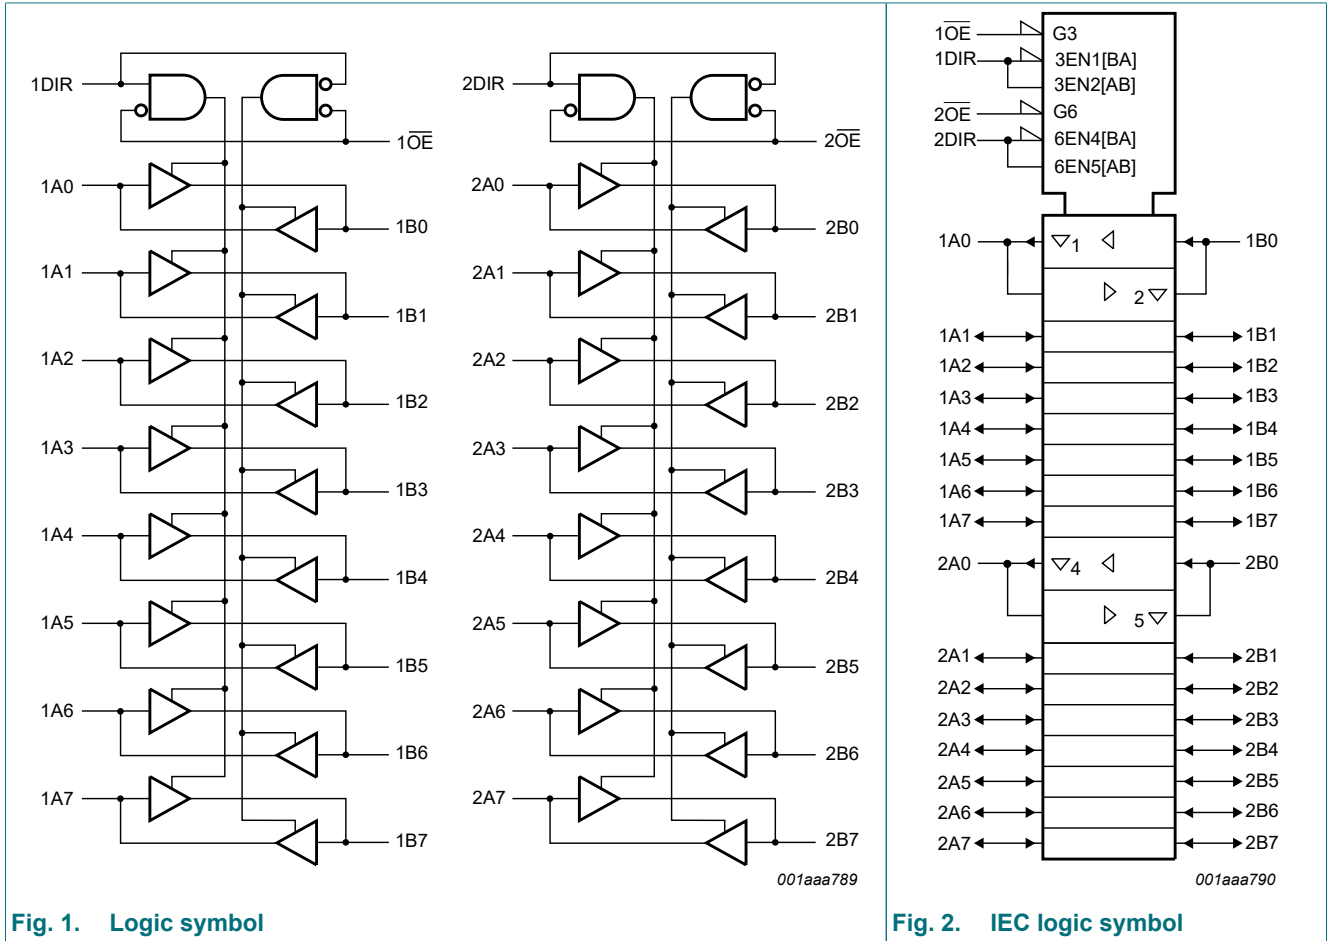 1DIR
1O̅E̅
1A0
1B0
1A1
1B1
1A2
1B2
1A3
1B3
1A4
1B4
1A5
1B5
1A6
1B6
1A7
1B7
2DIR
2O̅E̅
2A0
2B0
2A1
2B1
2A2
2B2
2A3
2B3
2A4
2B4
2A5
2B5
2A6
2B6
2A7
2B7
001aaa789
Fig. 1. Logic symbol
1O̅E̅ G3
1DIR 3EN1[BA]
3EN2[AB]
2O̅E̅ G6
2DIR 6EN4[BA]
6EN5[AB]
1A0 1 1B0
2
1A1 1B1
1A2 1B2
1A3 1B3
1A4 1B4
1A5 1B5
1A6 1B6
1A7 1B7
2A0 4 2B0
5
2A1 2B1
2A2 2B2
2A3 2B3
2A4 2B4
2A5 2B5
2A6 2B6
2A7 2B7
001aaa790
Fig. 2. IEC logic symbol